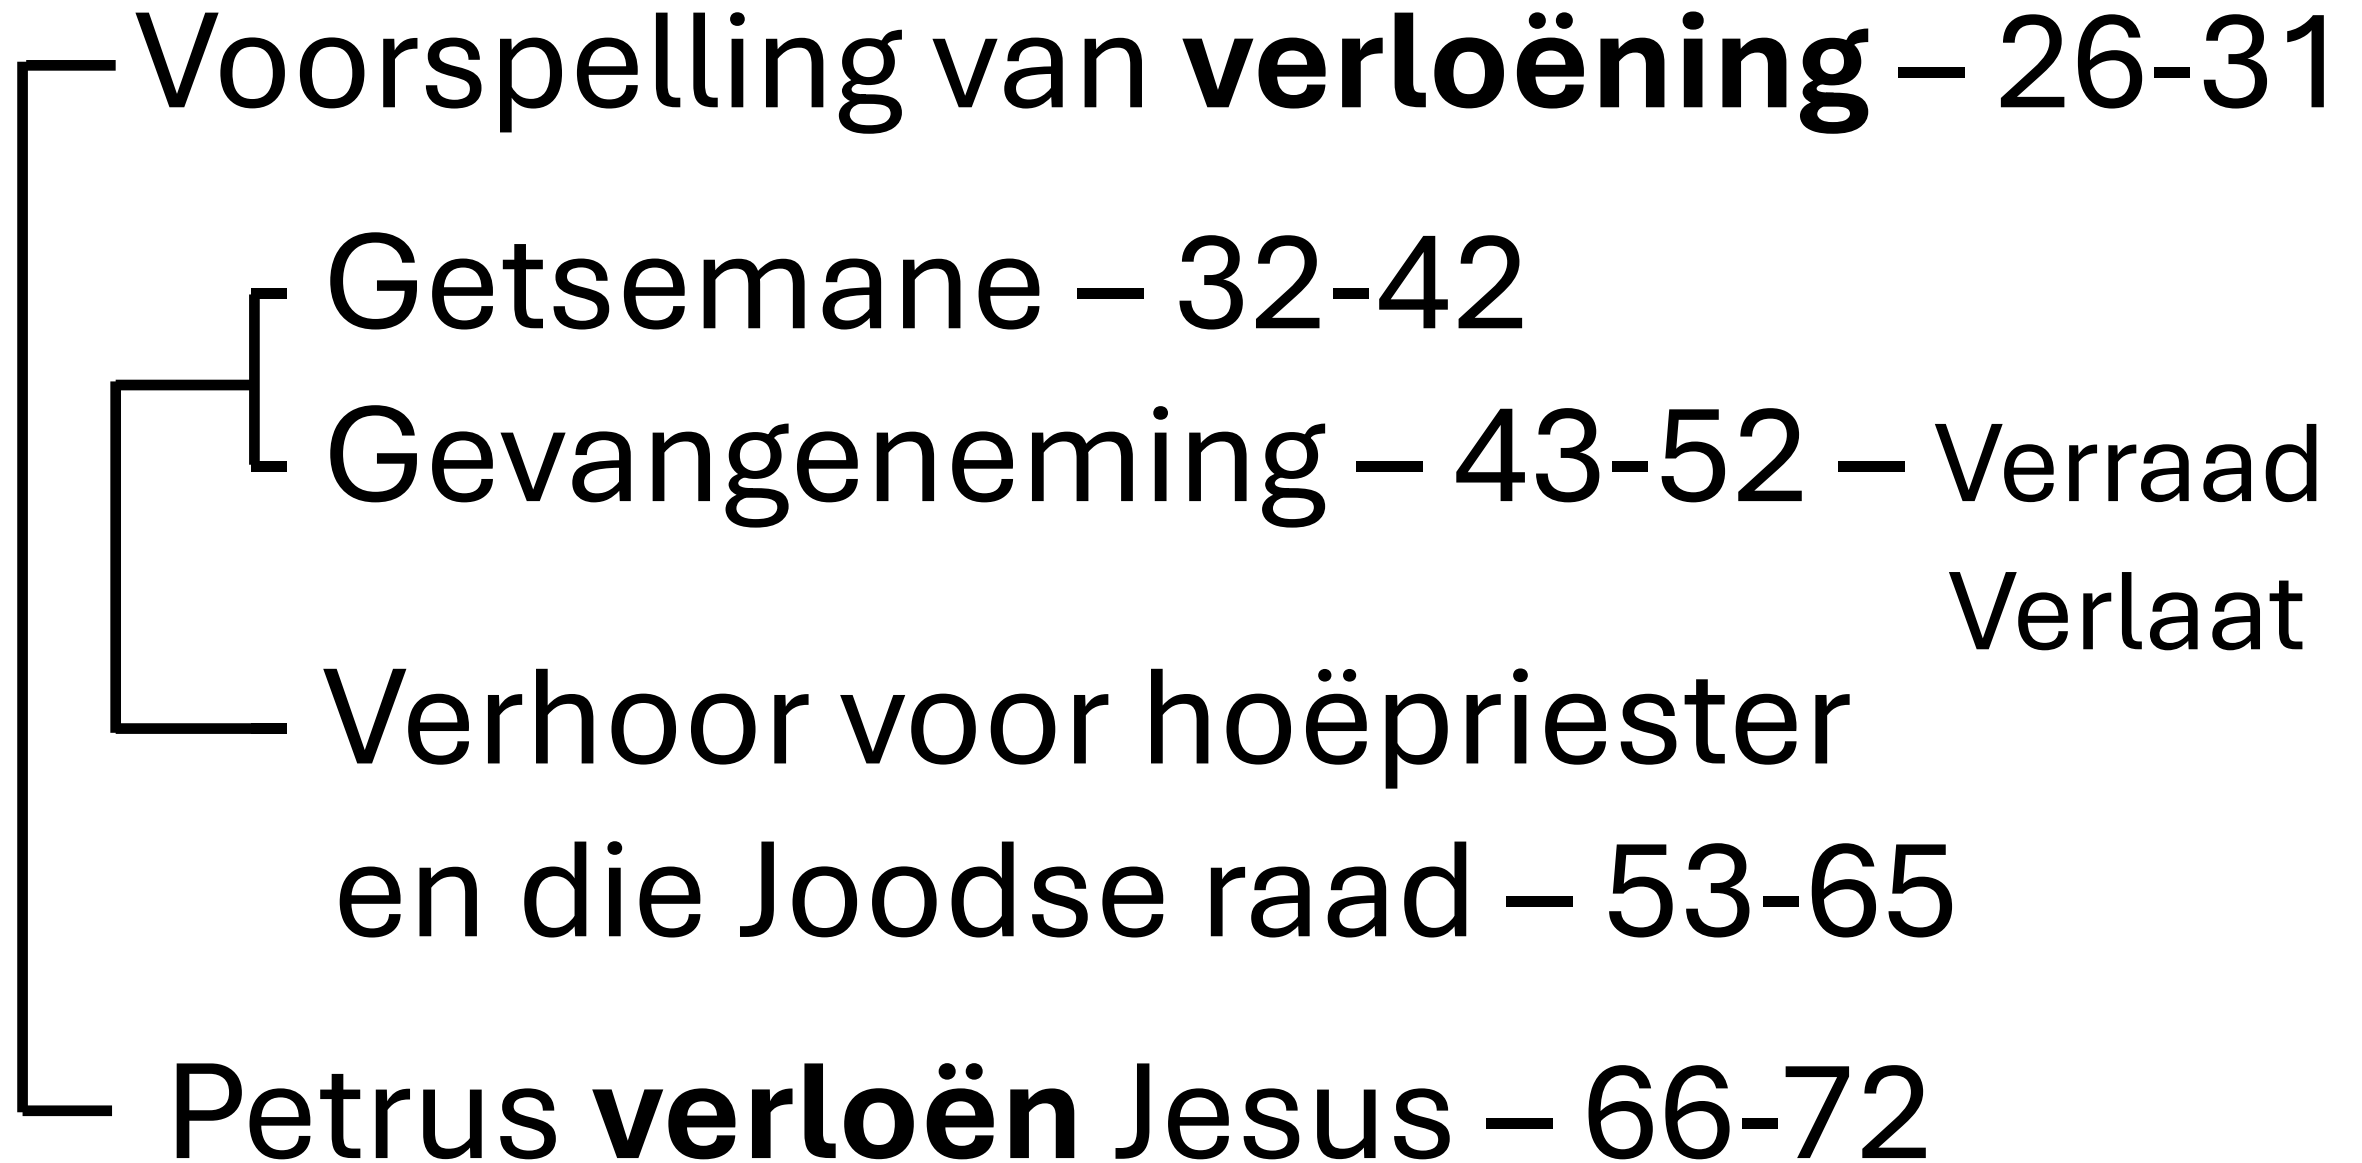 Voorspelling van verloëning – 26-31
Getsemane – 32-42
Gevangeneming – 43-52 – Verraad
Verlaat
Verhoor voor hoëpriester
en die Joodse raad – 53-65
Petrus verloën Jesus – 66-72